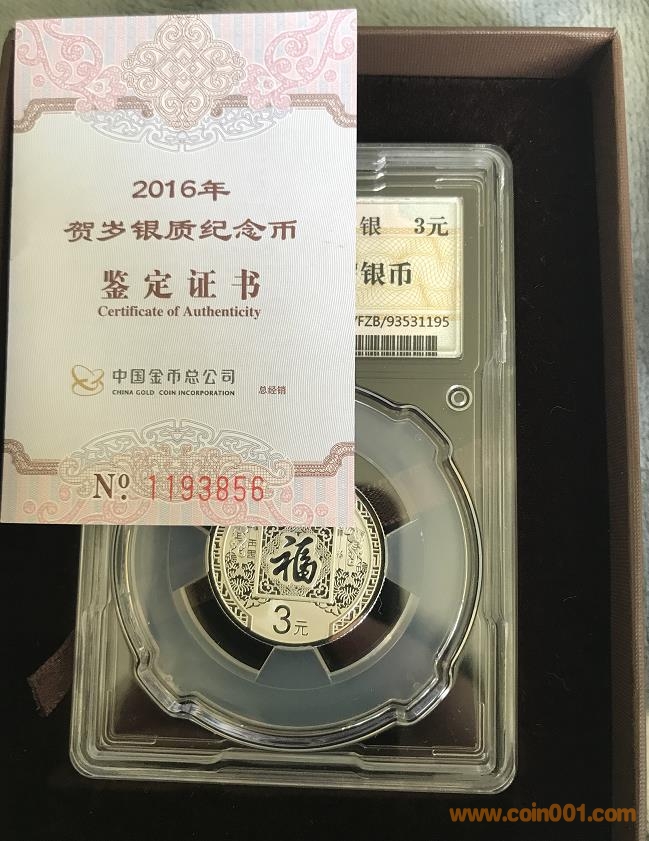 2016年
贺岁银质纪念币
鉴定证书
Certificate of Authenticity
中国金币总公司
CHINA GOLD COIN INCORPORATION
总经销
№ 1193856
银 3元
银币
/FZB/93531195
福
3元
www.coin001.com